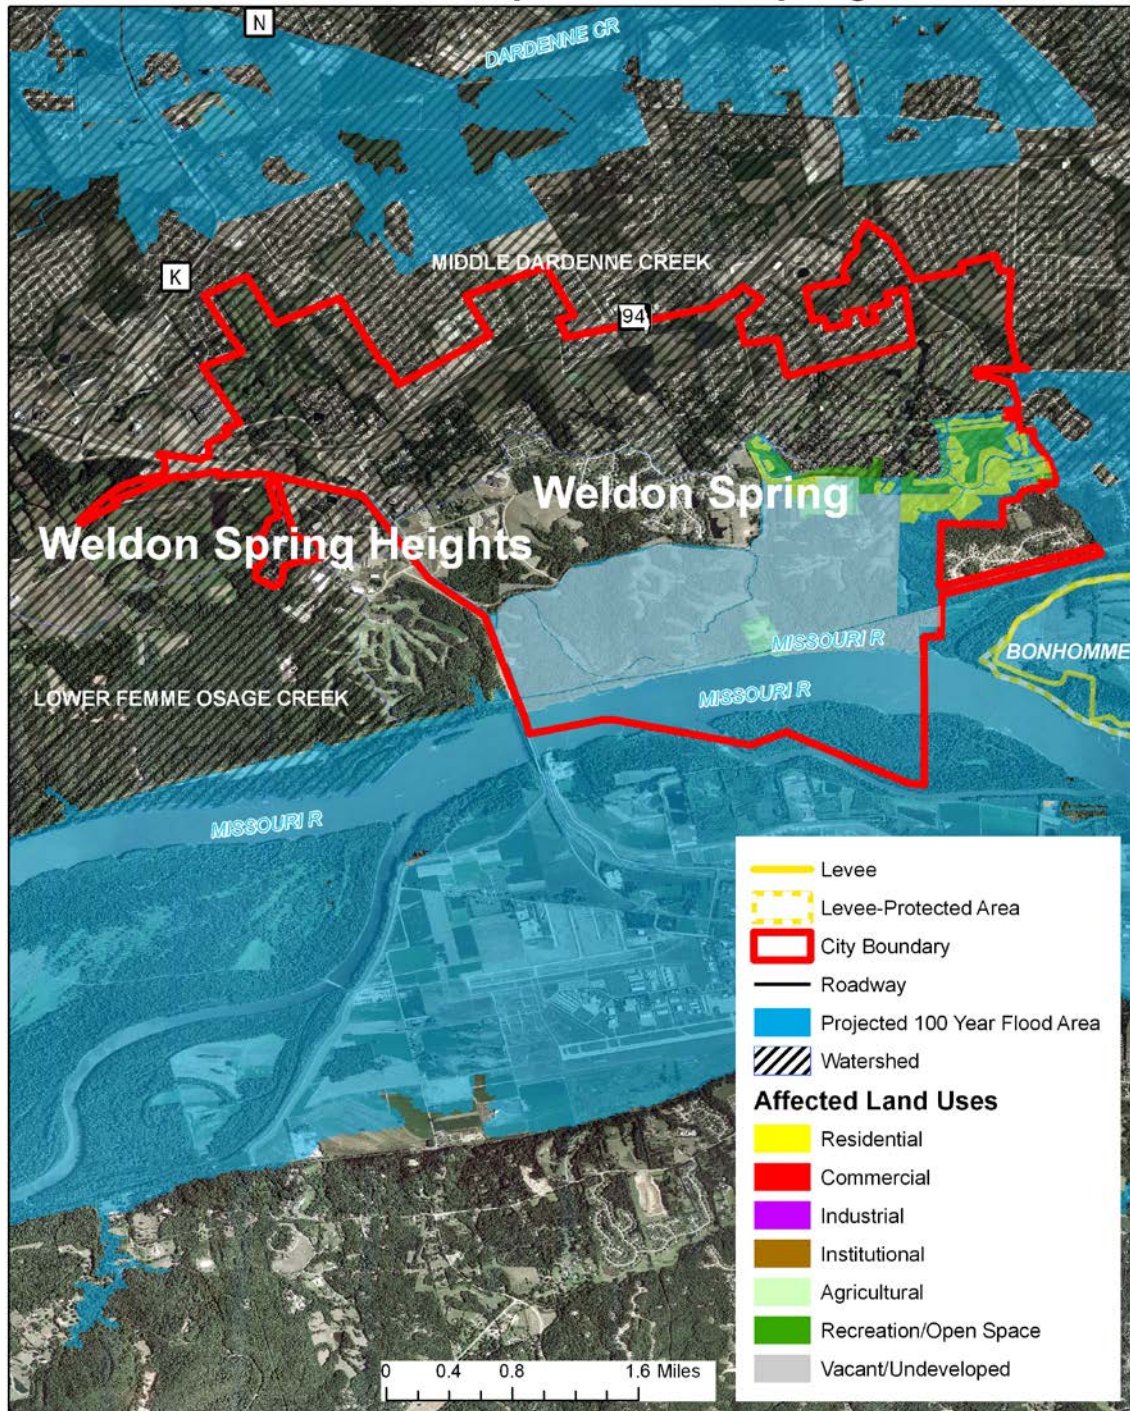 N
DARDENNE CR
MIDDLE DARDENNE CREEK
K
94
Weldon Spring
Weldon Spring Heights
MISSOURI R
BONHOMME
LOWER FEMME OSAGE CREEK
MISSOURI R
MISSOURI R
Levee
Levee-Protected Area
City Boundary
Roadway
Projected 100 Year Flood Area
Watershed
Affected Land Uses
Residential
Commercial
Industrial
Institutional
Agricultural
Recreation/Open Space
Vacant/Undeveloped
0 0.4 0.8 1.6 Miles